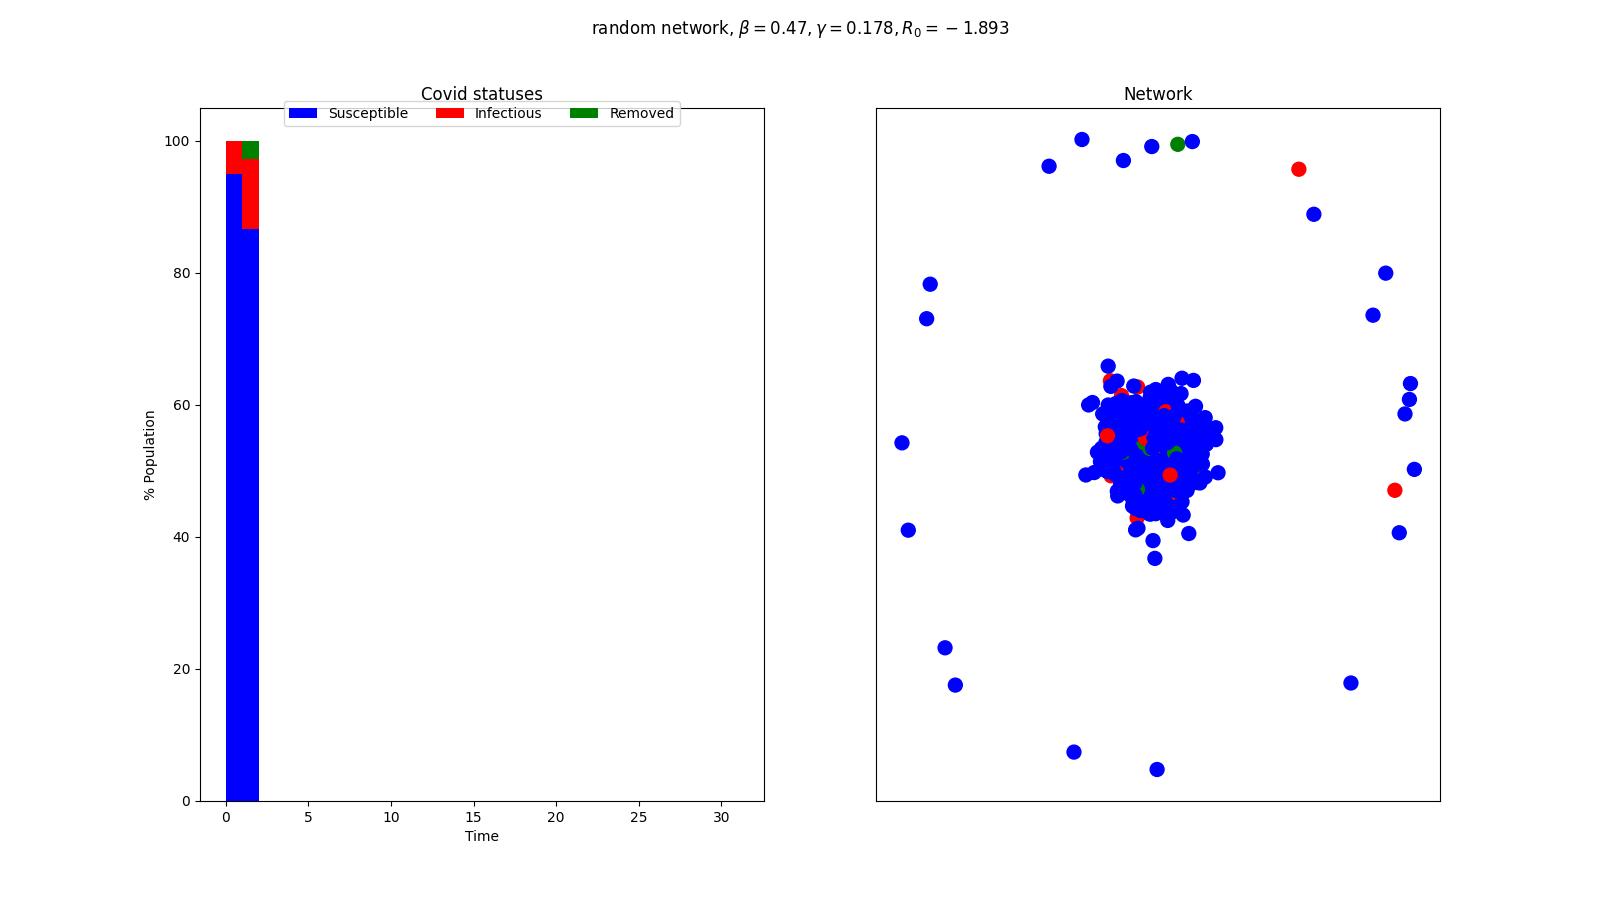 random network, β = 0.47, γ = 0.178, R₀ = − 1.893
Covid statuses
Susceptible Infectious Removed
% Population
100
80
60
40
20
0
0 5 10 15 20 25 30
Time
Network